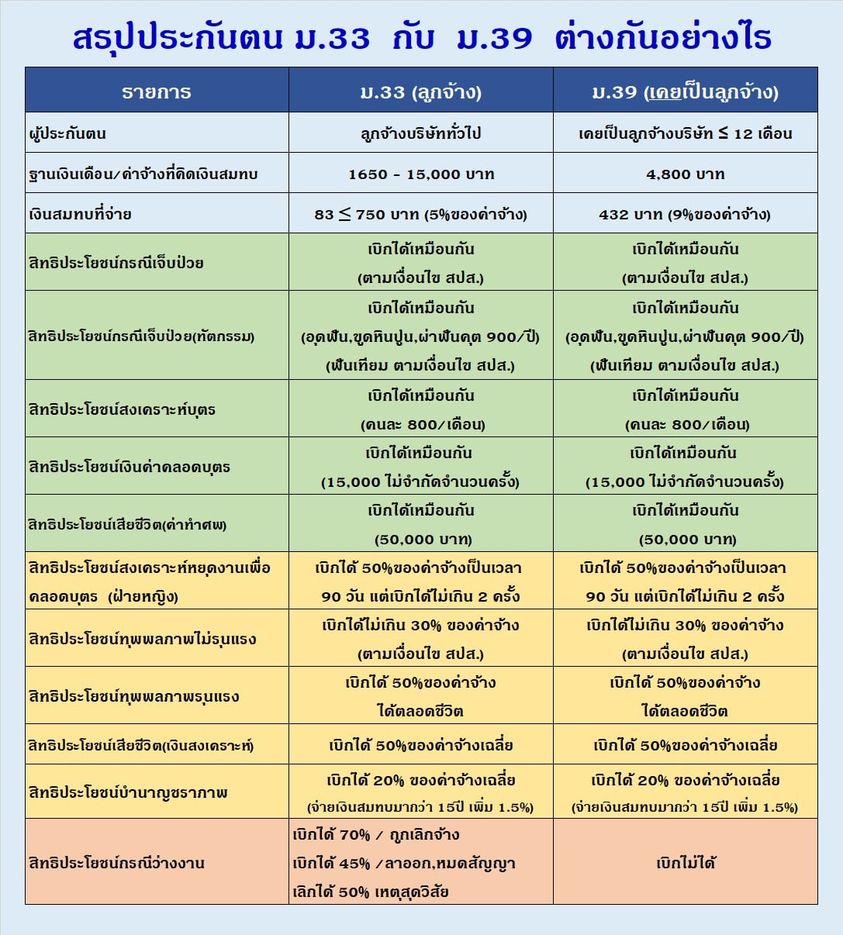 สรุปประกันตน ม.33 กับ ม.39 ต่างกันอย่างไร
รายการ ม.33 (ลูกจ้าง) ม.39 (เคยเป็นลูกจ้าง)
ผู้ประกันตน ลูกจ้างบริษัททั่วไป เคยเป็นลูกจ้างบริษัท ≤ 12 เดือน
ฐานเงินเดือน/ค่าจ้างที่คิดเงินสมทบ 1650 - 15,000 บาท 4,800 บาท
เงินสมทบที่จ่าย 83 ≤ 750 บาท (5%ของค่าจ้าง) 432 บาท (9%ของค่าจ้าง)
สิทธิประโยชน์กรณีเจ็บป่วย
เบิกได้เหมือนกัน
(ตามเงื่อนไข สปส.)
เบิกได้เหมือนกัน
(ตามเงื่อนไข สปส.)
สิทธิประโยชน์กรณีเจ็บป่วย(ทัตกรรม)
เบิกได้เหมือนกัน
(อุดฟัน,ขูดหินปูน,ผ่าฟันคุต 900/ปี)
(ฟันเทียม ตามเงื่อนไข สปส.)
เบิกได้เหมือนกัน
(อุดฟัน,ขูดหินปูน,ผ่าฟันคุต 900/ปี)
(ฟันเทียม ตามเงื่อนไข สปส.)
สิทธิประโยชน์สงเคราะห์บุตร
เบิกได้เหมือนกัน
(คนละ 800/เดือน)
เบิกได้เหมือนกัน
(คนละ 800/เดือน)
สิทธิประโยชน์เงินค่าคลอดบุตร
เบิกได้เหมือนกัน
(15,000 ไม่จำกัดจำนวนครั้ง)
เบิกได้เหมือนกัน
(15,000 ไม่จำกัดจำนวนครั้ง)
สิทธิประโยชน์เสียชีวิต(ค่าทำศพ)
เบิกได้เหมือนกัน
(50,000 บาท)
เบิกได้เหมือนกัน
(50,000 บาท)
สิทธิประโยชน์สงเคราะห์หยุดงานเพื่อ
คลอดบุตร (ฝ่ายหญิง)
เบิกได้ 50%ของค่าจ้างเป็นเวลา
90 วัน แต่เบิกได้ไม่เกิน 2 ครั้ง
เบิกได้ 50%ของค่าจ้างเป็นเวลา
90 วัน แต่เบิกได้ไม่เกิน 2 ครั้ง
สิทธิประโยชน์ทุพพลภาพไม่รุนแรง
เบิกได้ไม่เกิน 30% ของค่าจ้าง
(ตามเงื่อนไข สปส.)
เบิกได้ไม่เกิน 30% ของค่าจ้าง
(ตามเงื่อนไข สปส.)
สิทธิประโยชน์ทุพพลภาพรุนแรง
เบิกได้ 50%ของค่าจ้าง
ได้ตลอดชีวิต
เบิกได้ 50%ของค่าจ้าง
ได้ตลอดชีวิต
สิทธิประโยชน์เสียชีวิต(เงินสงเคราะห์) เบิกได้ 50%ของค่าจ้างเฉลี่ย เบิกได้ 50%ของค่าจ้างเฉลี่ย
สิทธิประโยชน์บำนาญชราภาพ
เบิกได้ 20% ของค่าจ้างเฉลี่ย
(จ่ายเงินสมทบมากว่า 15ปี เพิ่ม 1.5%)
เบิกได้ 20% ของค่าจ้างเฉลี่ย
(จ่ายเงินสมทบมากว่า 15ปี เพิ่ม 1.5%)
สิทธิประโยชน์กรณีว่างงาน
เบิกได้ 70% / ถูกเลิกจ้าง
เบิกได้ 45% /ลาออก,หมดสัญญา
เลิกได้ 50% เหตุสุดวิสัย
เบิกไม่ได้